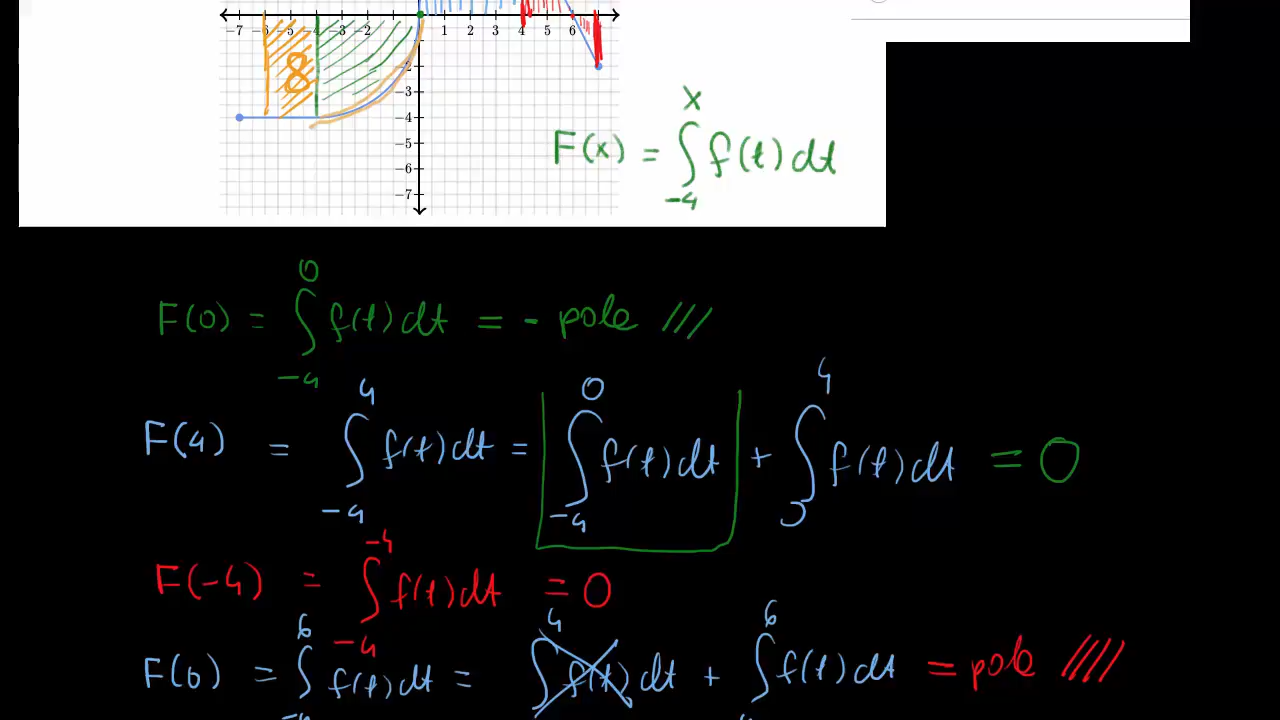 -7 -6 -5 -4 -3 -2 1 2 3 4 5 6
8
-2
-3
-4
-5
-6
-7
F(x) = ∫_{-4}^{x} f(t) dt
F(0) = ∫_{-4}^{0} f(t) dt = - pole ///
F(4) = ∫_{-4}^{4} f(t) dt = ∫_{-4}^{0} f(t) dt + ∫_{0}^{4} f(t) dt = 0
F(-4) = ∫_{-4}^{-4} f(t) dt = 0
F(6) = ∫_{-4}^{6} f(t) dt = ∫^{4} f(t) dt + ∫_{4}^{6} f(t) dt = pole ////